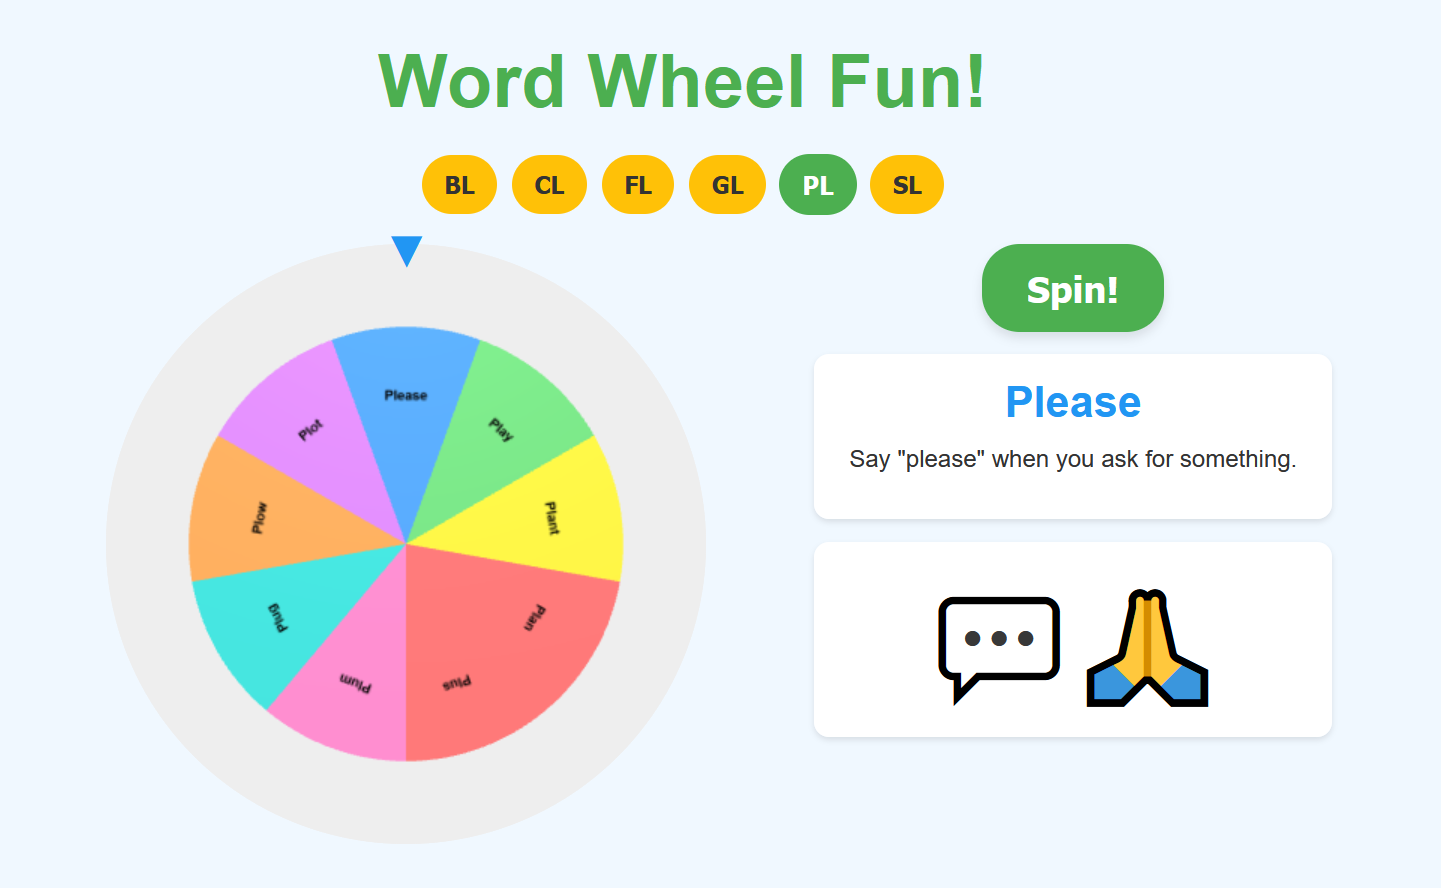 Word Wheel Fun!
BL CL FL GL PL SL
Spin!
Please
Play
Plant
Plan
Plus
Plum
Plug
Plow
Plot
Please
Say "please" when you ask for something.